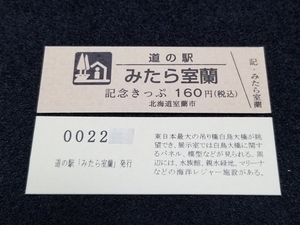 道の駅
みたら室蘭
記念きっぷ 160円(税込)
北海道室蘭市
記・みたら室蘭
0022
道の駅「みたら室蘭」発行
東日本最大の吊り橋白鳥大橋が眺
望でき、展示室では白鳥大橋に関す
るパネル、模型などが見られる。周
辺には、水族館、親水緑地、マリーナ
などの海洋レジャー施設がある。